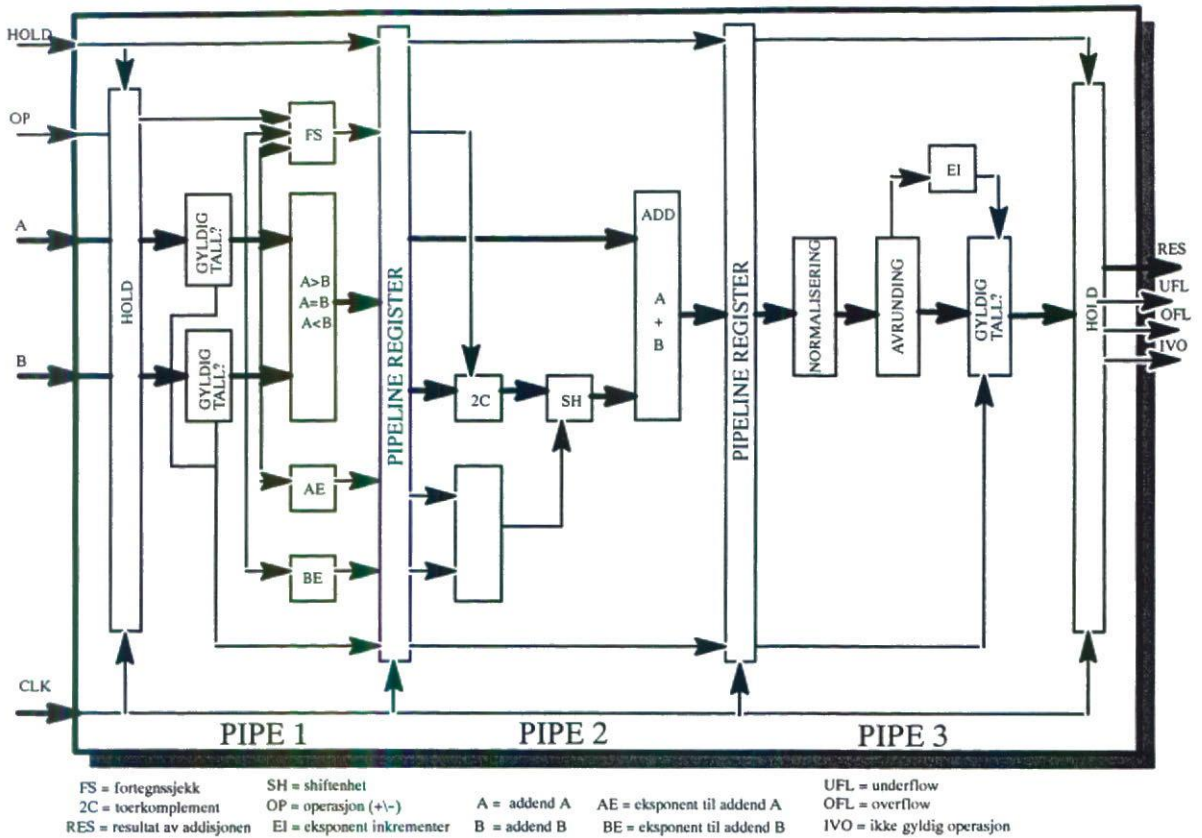 HOLD
OP
FS
EI
A
GYLDIG
TALL?
ADD
RES
UFL
OFL
IVO
HOLD
A>B
A=B
A<B
PIPELINE REGISTER
A
+
B
PIPELINE REGISTER
NORMALISERING
AVRUNDING
GYLDIG
TALL?
HOLD
B
GYLDIG
TALL?
2C
SH
AE
BE
CLK
PIPE 1
PIPE 2
PIPE 3
FS = fortegnssjekk
2C = toerkomplement
RES = resultat av addisjonen
SH = shiftenhet
OP = operasjon (+\-)
EI = eksponent inkrementer
A = addend A
B = addend B
AE = eksponent til addend A
BE = eksponent til addend B
UFL = underflow
OFL = overflow
IVO = ikke gyldig operasjon